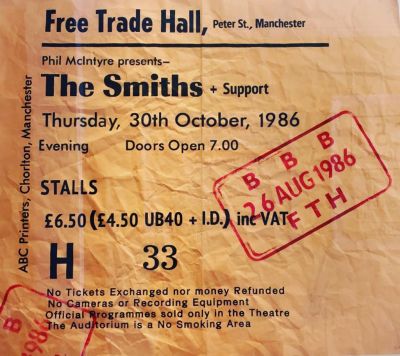 Free Trade Hall, Peter St., Manchester
Phil McIntyre presents–
The Smiths + Support
Thursday, 30th October, 1986
Evening Doors Open 7.00
STALLS
£6.50 (£4.50 UB40 + I.D.) inc VAT
H 33
No Tickets Exchanged nor money Refunded
No Cameras or Recording Equipment
Official Programmes sold only in the Theatre
The Auditorium is a No Smoking Area
ABC Printers, Chorlton, Manchester
B B B
26 AUG 1986
FTH
B
1986